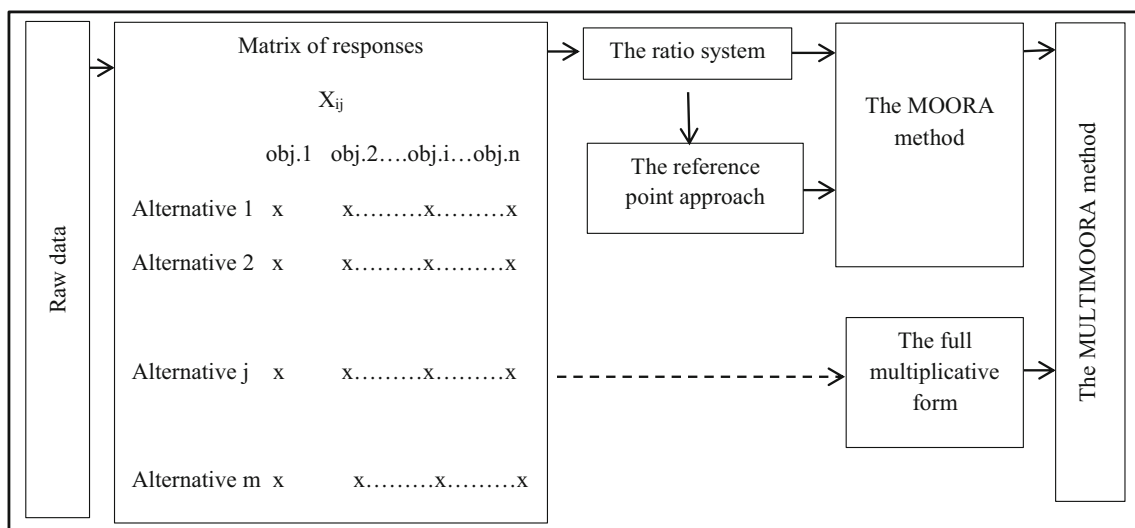 Raw data
Matrix of responses
Xij
obj.1 obj.2….obj.i…obj.n
Alternative 1 x x………x………x
Alternative 2 x x………x………x
Alternative j x x………x………x
Alternative m x x………x………x
The ratio system
The reference
point approach
The MOORA
method
The full
multiplicative
form
The MULTIMOORA method